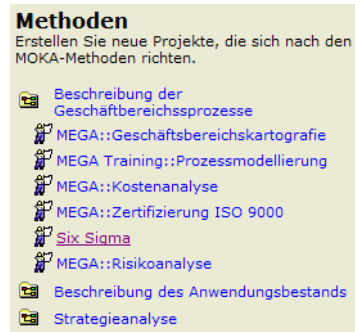 Methoden
Erstellen Sie neue Projekte, die sich nach den
MOKA-Methoden richten.
Beschreibung der
Geschäftbereichssprozesse
MEGA::Geschäftsbereichskartografie
MEGA Training::Prozessmodellierung
MEGA::Kostenanalyse
MEGA::Zertifizierung ISO 9000
Six Sigma
MEGA::Risikoanalyse
Beschreibung des Anwendungsbestands
Strategieanalyse